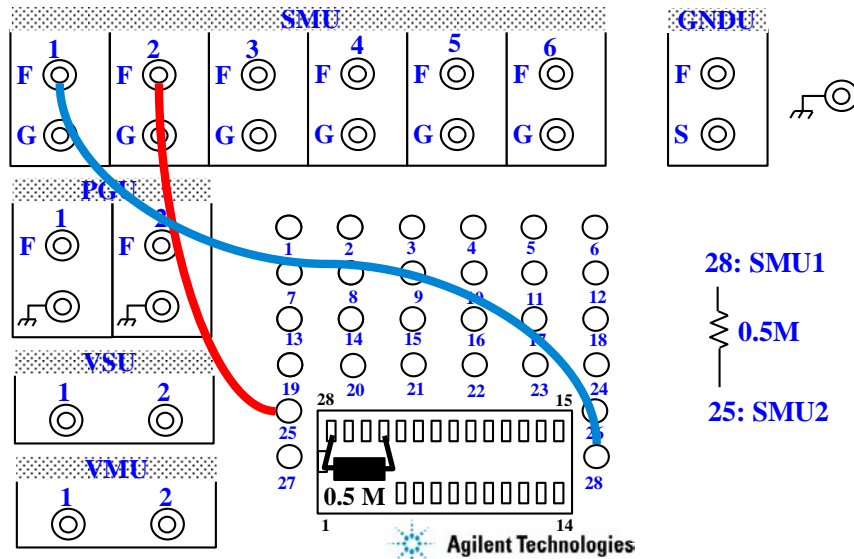 SMU
GNDU
1 2 3 4 5 6
F F F F F F F
G G G G G G S
PGU
1 2
F F
1 2 3 4 5 6
7 8 9 10 11 12
28: SMU1
13 14 15 16 17 18
0.5M
VSU
1 2
19 20 21 22 23 24
28 15
25: SMU2
25 26
VMU
1 2
27 28
0.5 M
1 14
Agilent Technologies